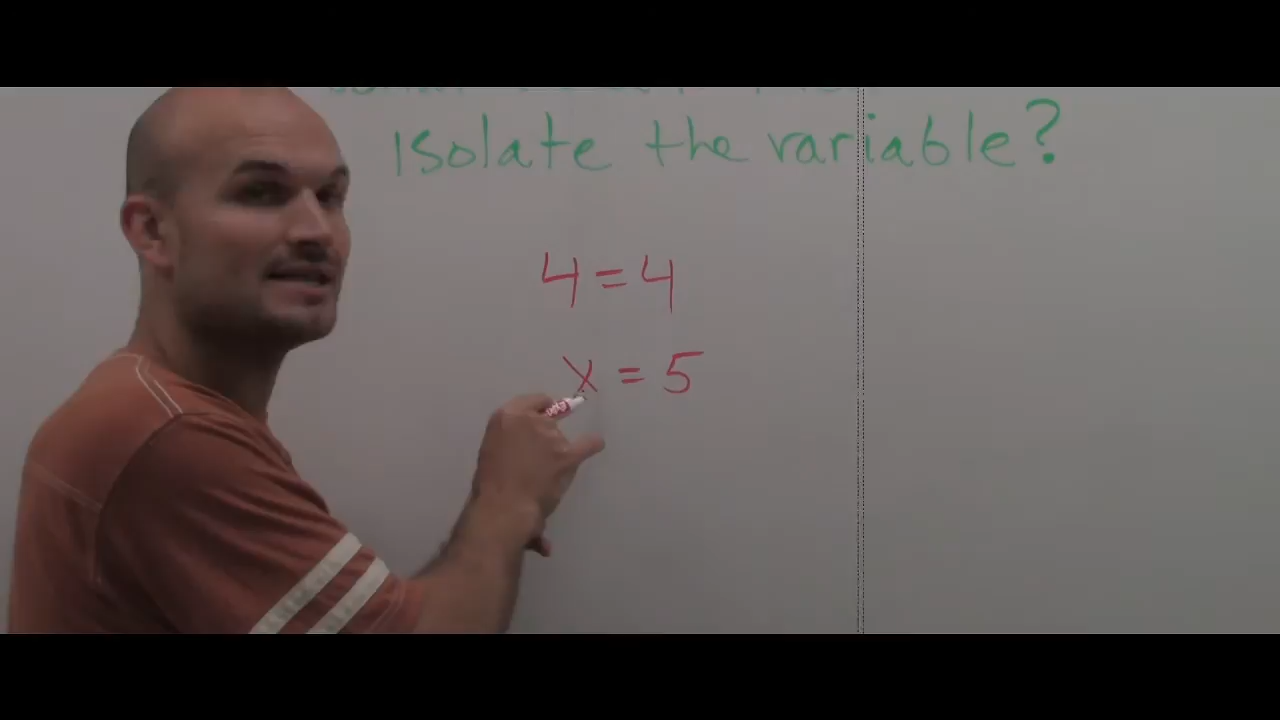 Isolate the variable?
4 = 4
x = 5